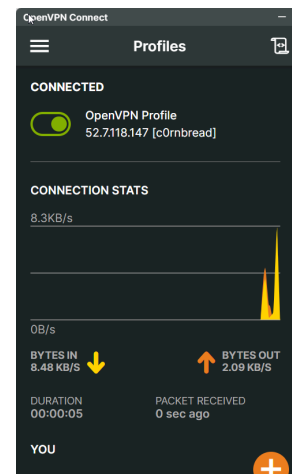 OpenVPN Connect
Profiles
CONNECTED
OpenVPN Profile
52.7.118.147 [c0rnbread]
CONNECTION STATS
8.3KB/s
0B/s
BYTES IN
8.48 KB/S
BYTES OUT
2.09 KB/S
DURATION
00:00:05
PACKET RECEIVED
0 sec ago
YOU